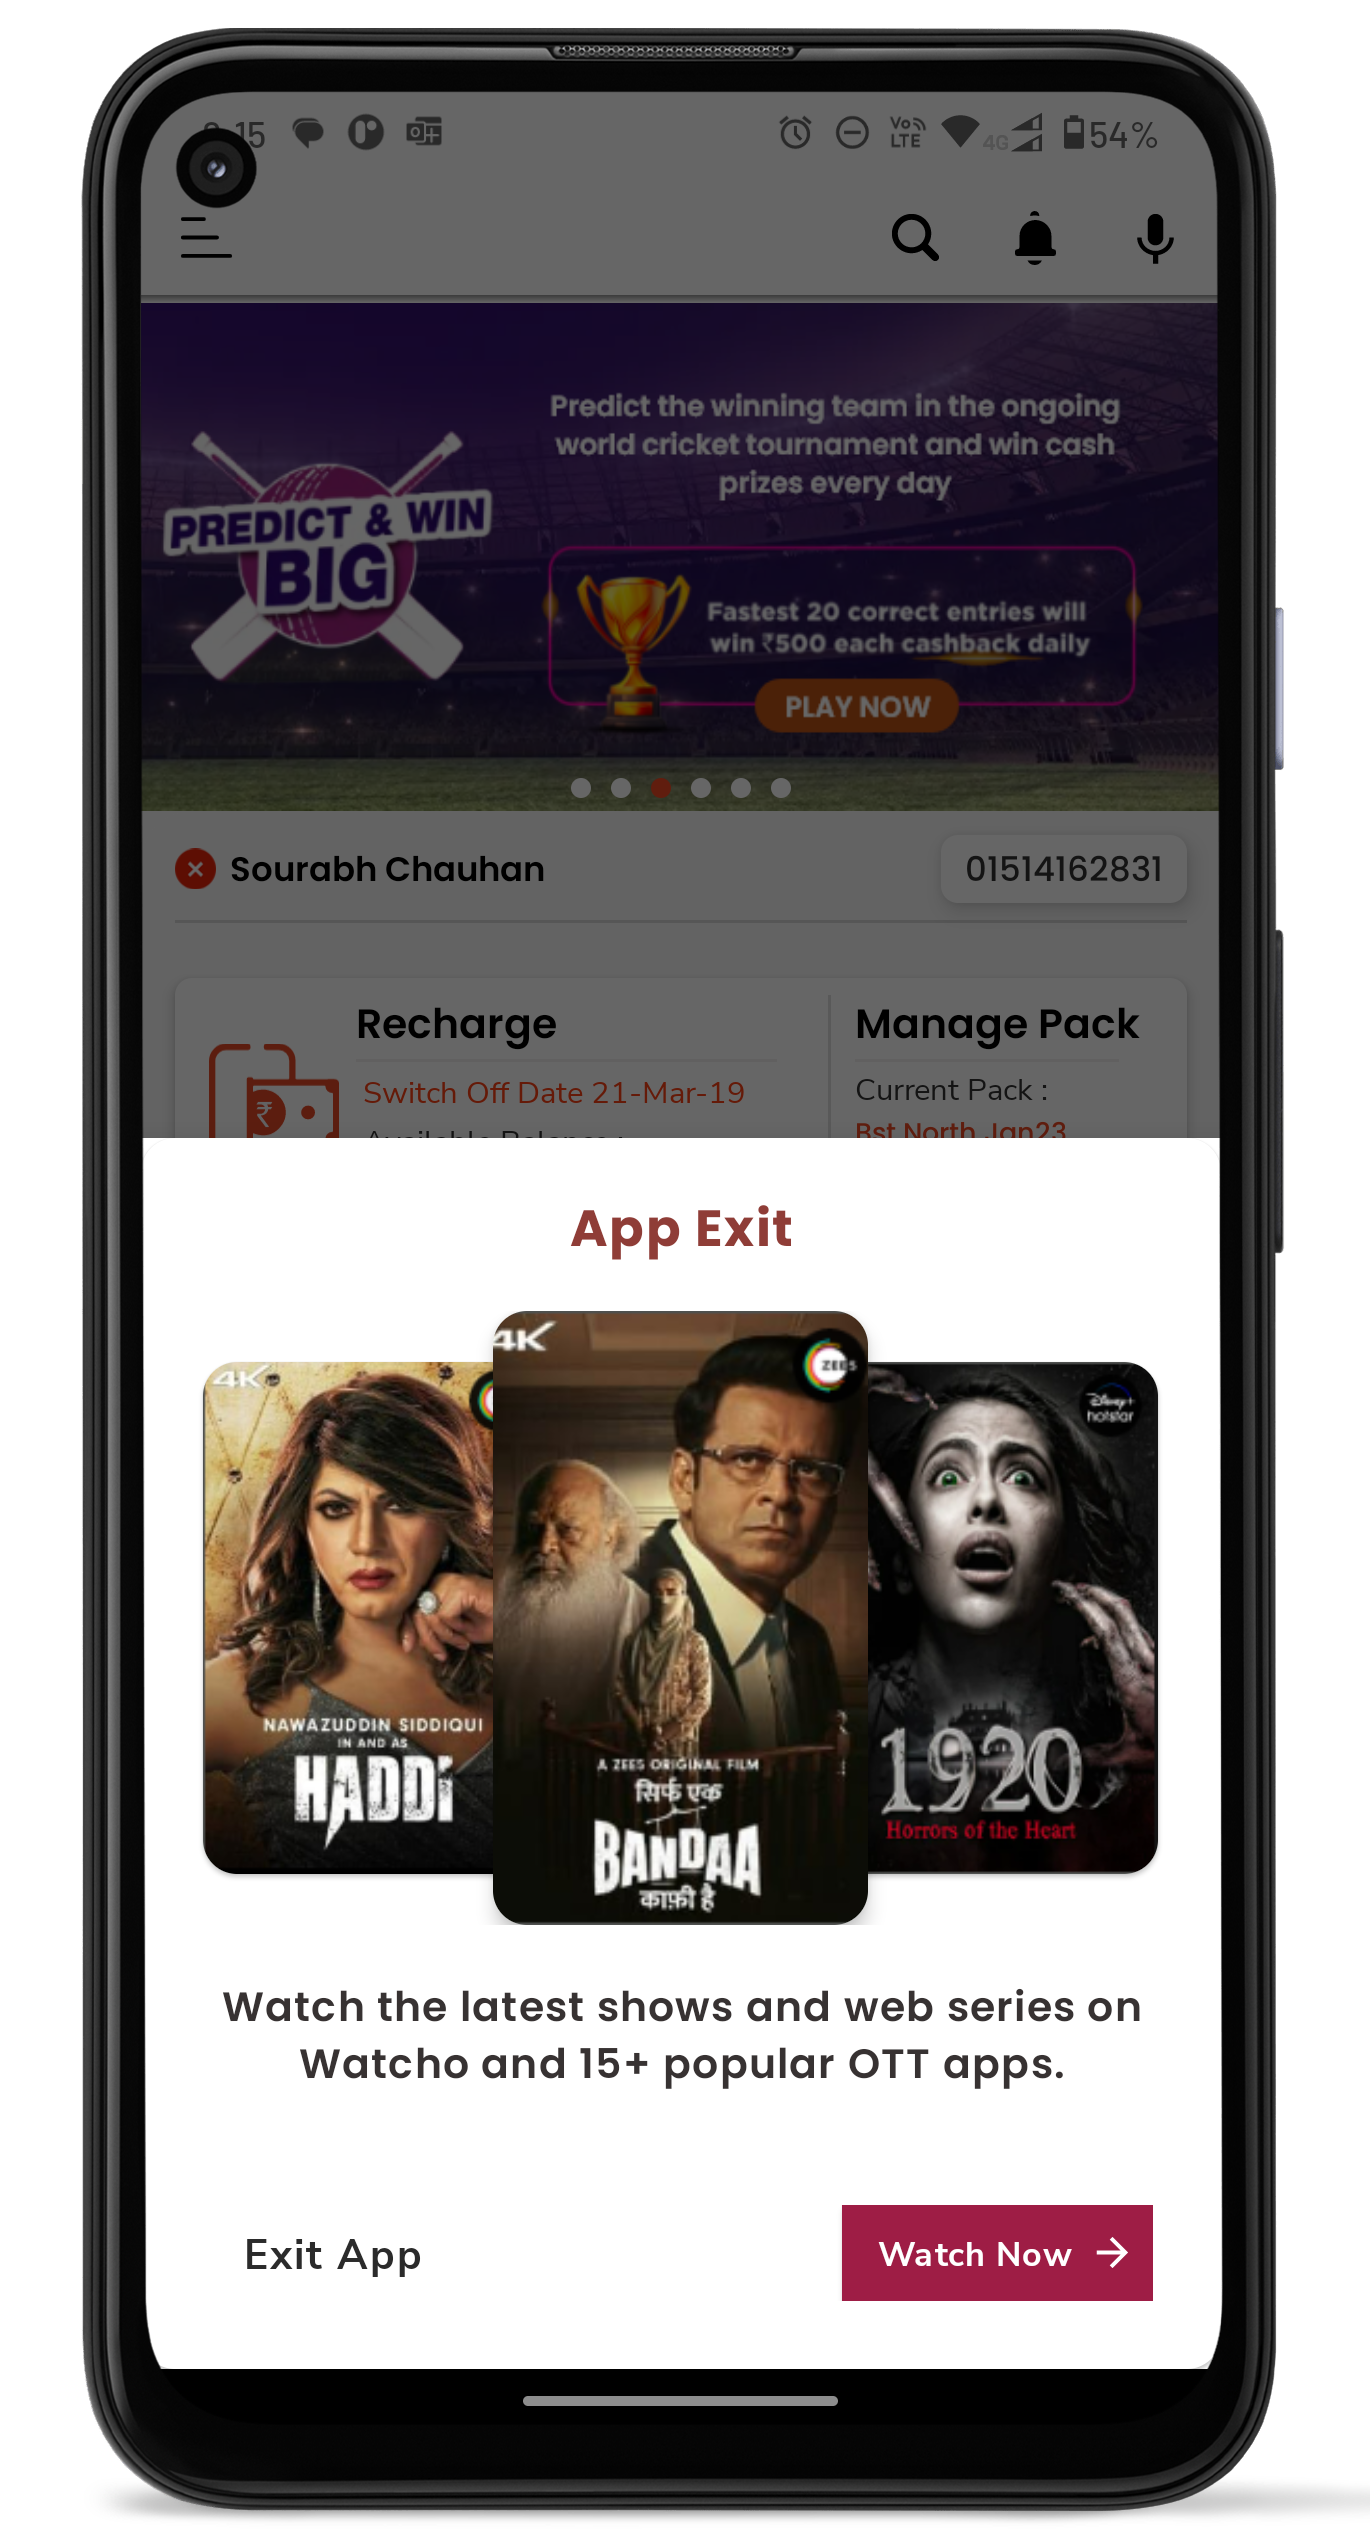 :15
Vo
LTE
4G
54%
Predict the winning team in the ongoing
world cricket tournament and win cash
prizes every day
PREDICT & WIN
BIG
Fastest 20 correct entries will
win ₹500 each cashback daily
PLAY NOW
Sourabh Chauhan
01514162831
Recharge
Manage Pack
Switch Off Date 21-Mar-19
Current Pack :
₹
Available Balance :
Bst North Jan23
App Exit
4K
ZEE5
4K
Disney+
hotstar
NAWAZUDDIN SIDDIQUI
IN AND AS
HADDI
A ZEE5 ORIGINAL FILM
सिर्फ एक
BANDAA
काफ़ी है
1920
Horrors of the Heart
Watch the latest shows and web series on
Watcho and 15+ popular OTT apps.
Exit App
Watch Now